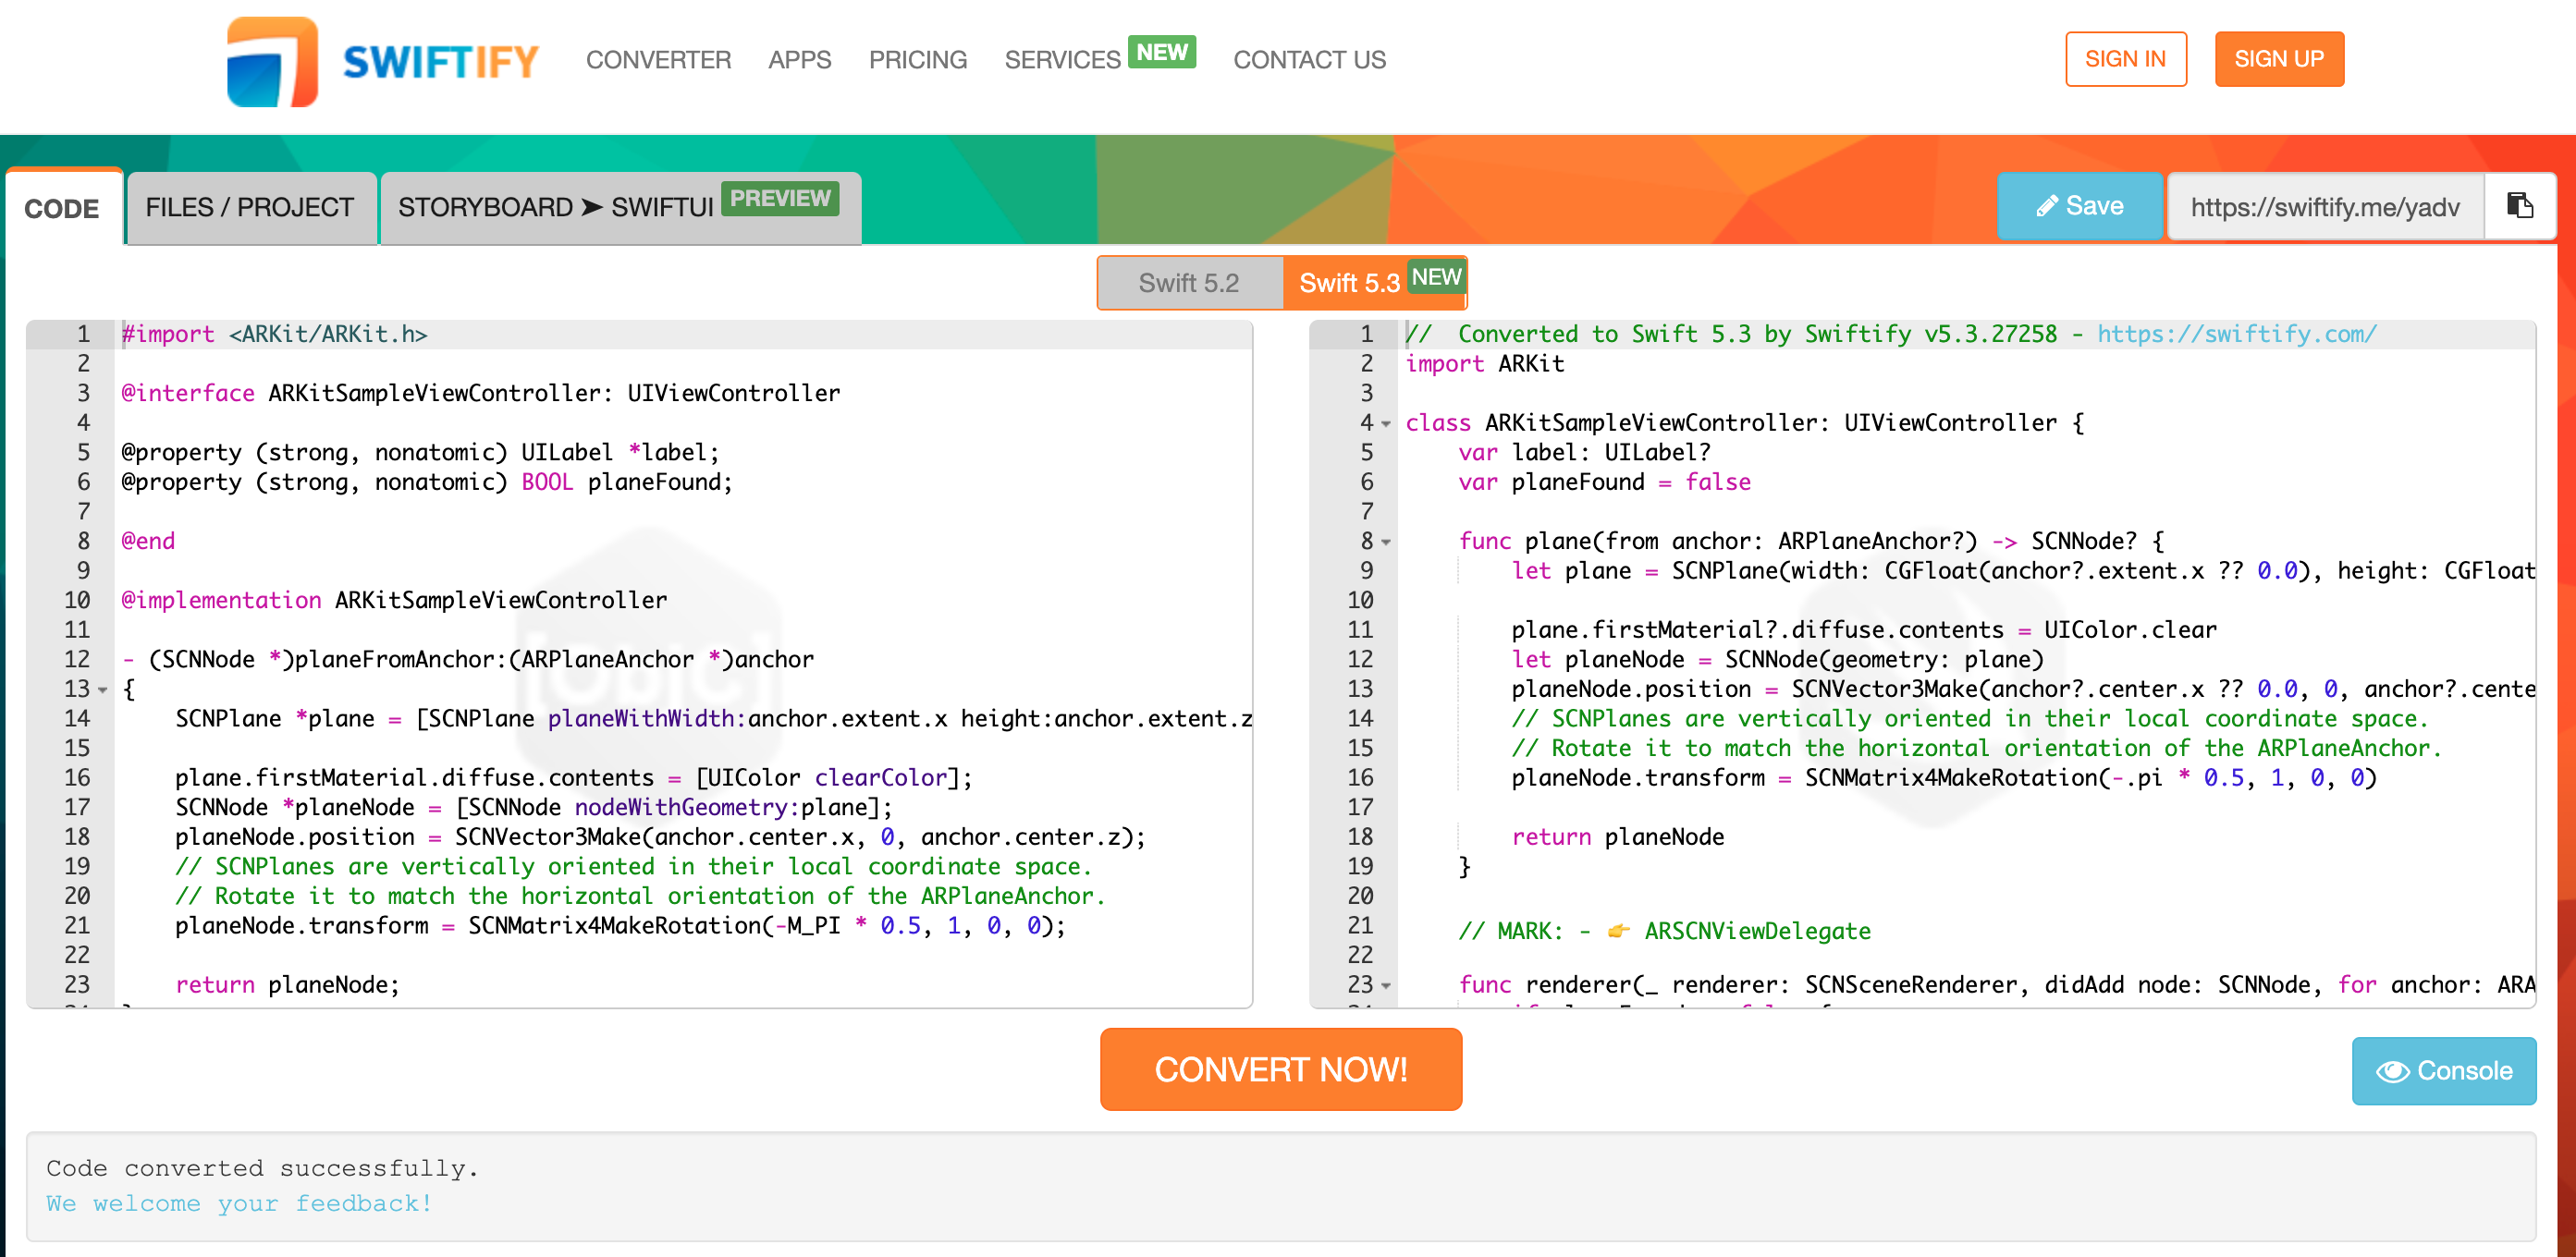 SWIFTIFY CONVERTER APPS PRICING SERVICES NEW CONTACT US SIGN IN SIGN UP
CODE FILES / PROJECT STORYBOARD ➤ SWIFTUI PREVIEW Save https://swiftify.me/yadv
Swift 5.2 Swift 5.3 NEW
1 #import <ARKit/ARKit.h>
2
3 @interface ARKitSampleViewController: UIViewController
4
5 @property (strong, nonatomic) UILabel *label;
6 @property (strong, nonatomic) BOOL planeFound;
7
8 @end
9
10 @implementation ARKitSampleViewController
11
12 - (SCNNode *)planeFromAnchor:(ARPlaneAnchor *)anchor
13 {
14     SCNPlane *plane = [SCNPlane planeWithWidth:anchor.extent.x height:anchor.extent.z
15
16     plane.firstMaterial.diffuse.contents = [UIColor clearColor];
17     SCNNode *planeNode = [SCNNode nodeWithGeometry:plane];
18     planeNode.position = SCNVector3Make(anchor.center.x, 0, anchor.center.z);
19     // SCNPlanes are vertically oriented in their local coordinate space.
20     // Rotate it to match the horizontal orientation of the ARPlaneAnchor.
21     planeNode.transform = SCNMatrix4MakeRotation(-M_PI * 0.5, 1, 0, 0);
22
23     return planeNode;
1 //  Converted to Swift 5.3 by Swiftify v5.3.27258 - https://swiftify.com/
2 import ARKit
3
4 class ARKitSampleViewController: UIViewController {
5     var label: UILabel?
6     var planeFound = false
7
8     func plane(from anchor: ARPlaneAnchor?) -> SCNNode? {
9         let plane = SCNPlane(width: CGFloat(anchor?.extent.x ?? 0.0), height: CGFloat
10
11         plane.firstMaterial?.diffuse.contents = UIColor.clear
12         let planeNode = SCNNode(geometry: plane)
13         planeNode.position = SCNVector3Make(anchor?.center.x ?? 0.0, 0, anchor?.cente
14         // SCNPlanes are vertically oriented in their local coordinate space.
15         // Rotate it to match the horizontal orientation of the ARPlaneAnchor.
16         planeNode.transform = SCNMatrix4MakeRotation(-.pi * 0.5, 1, 0, 0)
17
18         return planeNode
19     }
20
21     // MARK: - 👉 ARSCNViewDelegate
22
23     func renderer(_ renderer: SCNSceneRenderer, didAdd node: SCNNode, for anchor: ARA
CONVERT NOW!
Console
Code converted successfully.
We welcome your feedback!